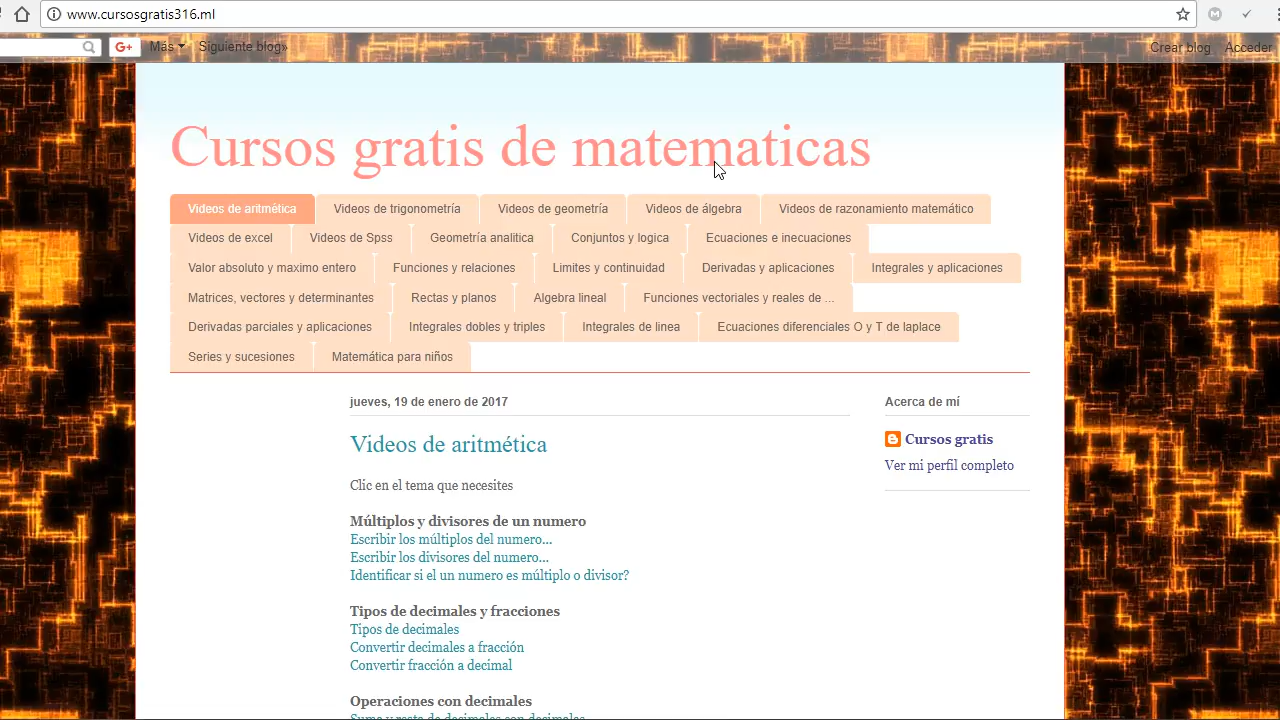 www.cursosgratis316.ml
G+ Más Siguiente blog» Crear blog Acceder
Cursos gratis de matematicas
Videos de aritmética Videos de trigonometría Videos de geometría Videos de álgebra Videos de razonamiento matemático
Videos de excel Videos de Spss Geometría analitica Conjuntos y logica Ecuaciones e inecuaciones
Valor absoluto y maximo entero Funciones y relaciones Limites y continuidad Derivadas y aplicaciones Integrales y aplicaciones
Matrices, vectores y determinantes Rectas y planos Algebra lineal Funciones vectoriales y reales de ...
Derivadas parciales y aplicaciones Integrales dobles y triples Integrales de linea Ecuaciones diferenciales O y T de laplace
Series y sucesiones Matemática para niños
jueves, 19 de enero de 2017
Videos de aritmética
Clic en el tema que necesites
Múltiplos y divisores de un numero
Escribir los múltiplos del numero...
Escribir los divisores del numero...
Identificar si el un numero es múltiplo o divisor?
Tipos de decimales y fracciones
Tipos de decimales
Convertir decimales a fracción
Convertir fracción a decimal
Operaciones con decimales
Suma y resta de decimales con decimales
Acerca de mí
Cursos gratis
Ver mi perfil completo